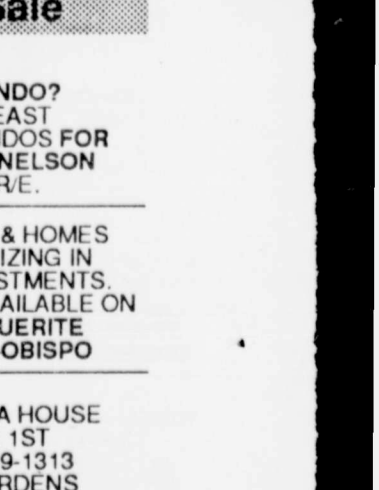 Sale
NDO?
EAST
DOS FOR
NELSON
R/E.
& HOMES
IZING IN
STMENTS.
AILABLE ON
UERITE
OBISPO
A HOUSE
1ST
9-1313
RDENS